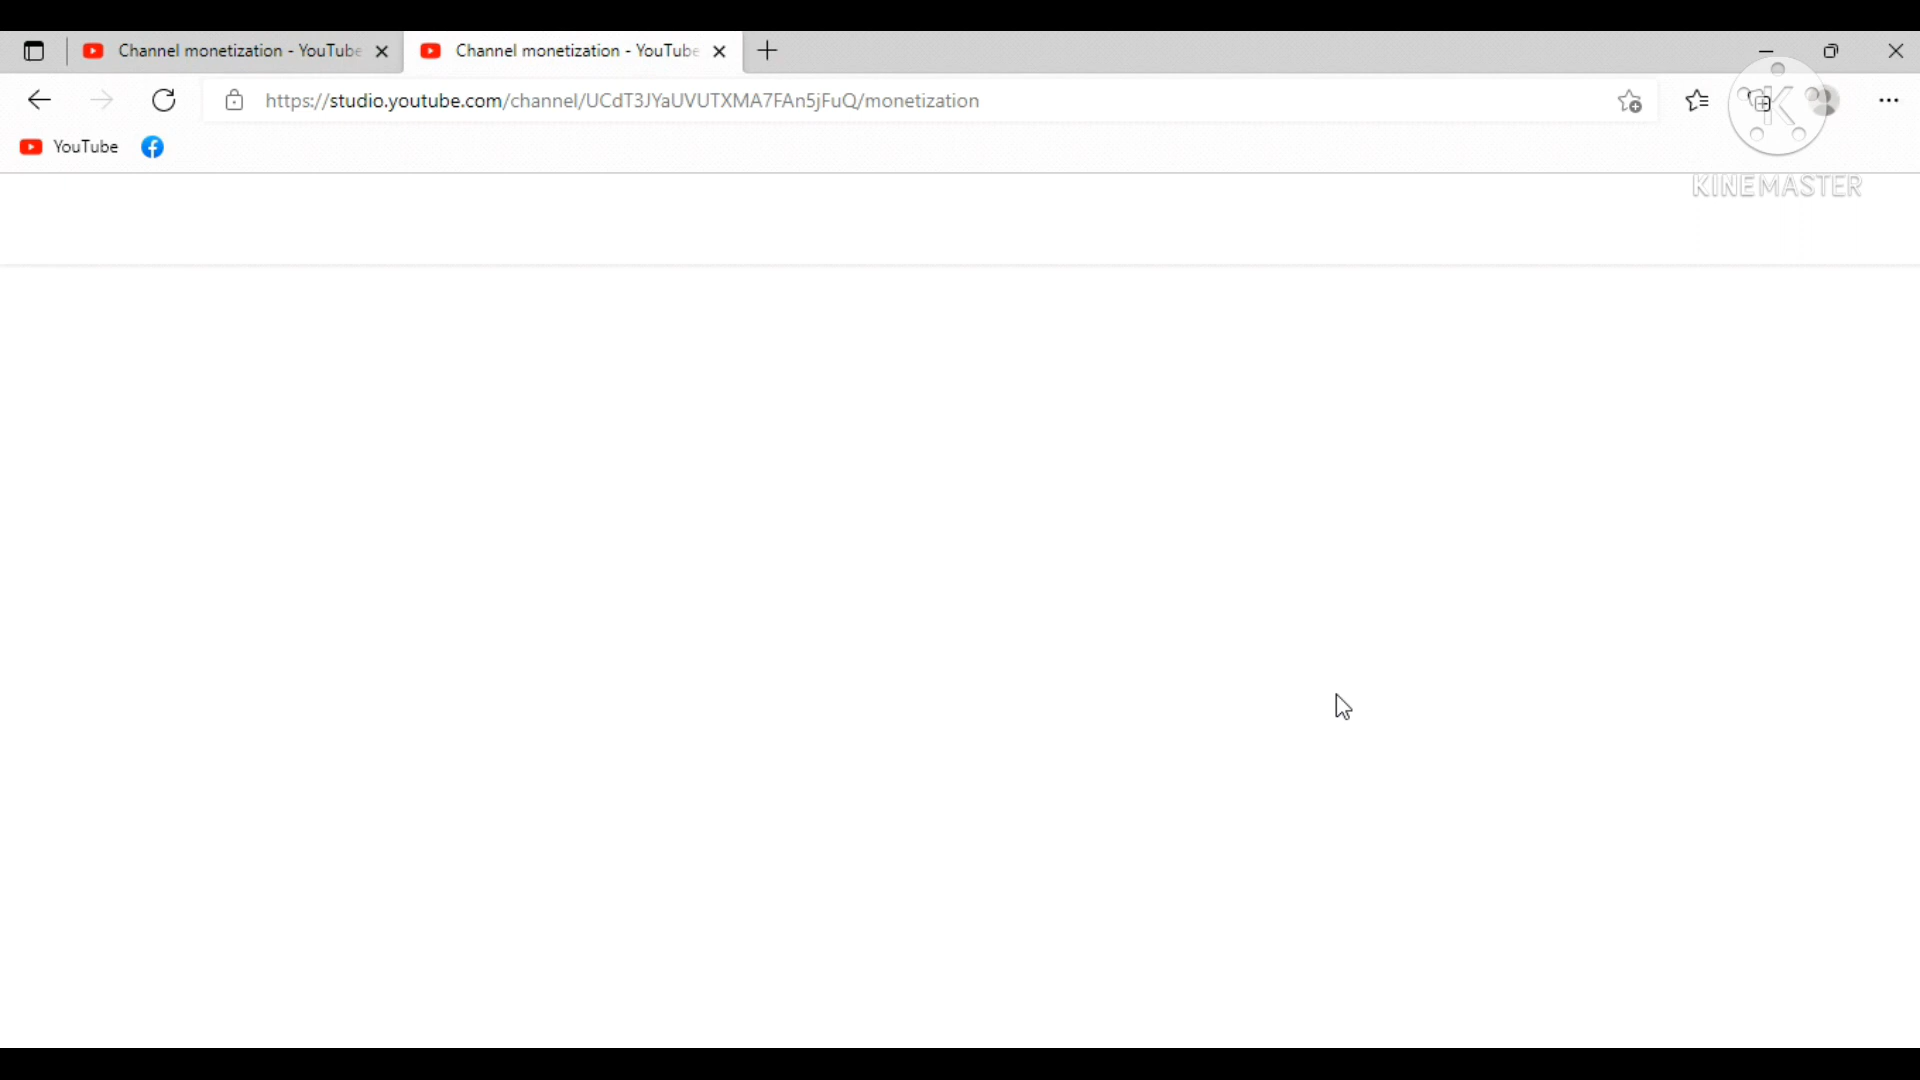 Channel monetization - YouTube
Channel monetization - YouTube
https://studio.youtube.com/channel/UCdT3JYaUVUTXMA7FAn5jFuQ/monetization
YouTube
KINEMASTER